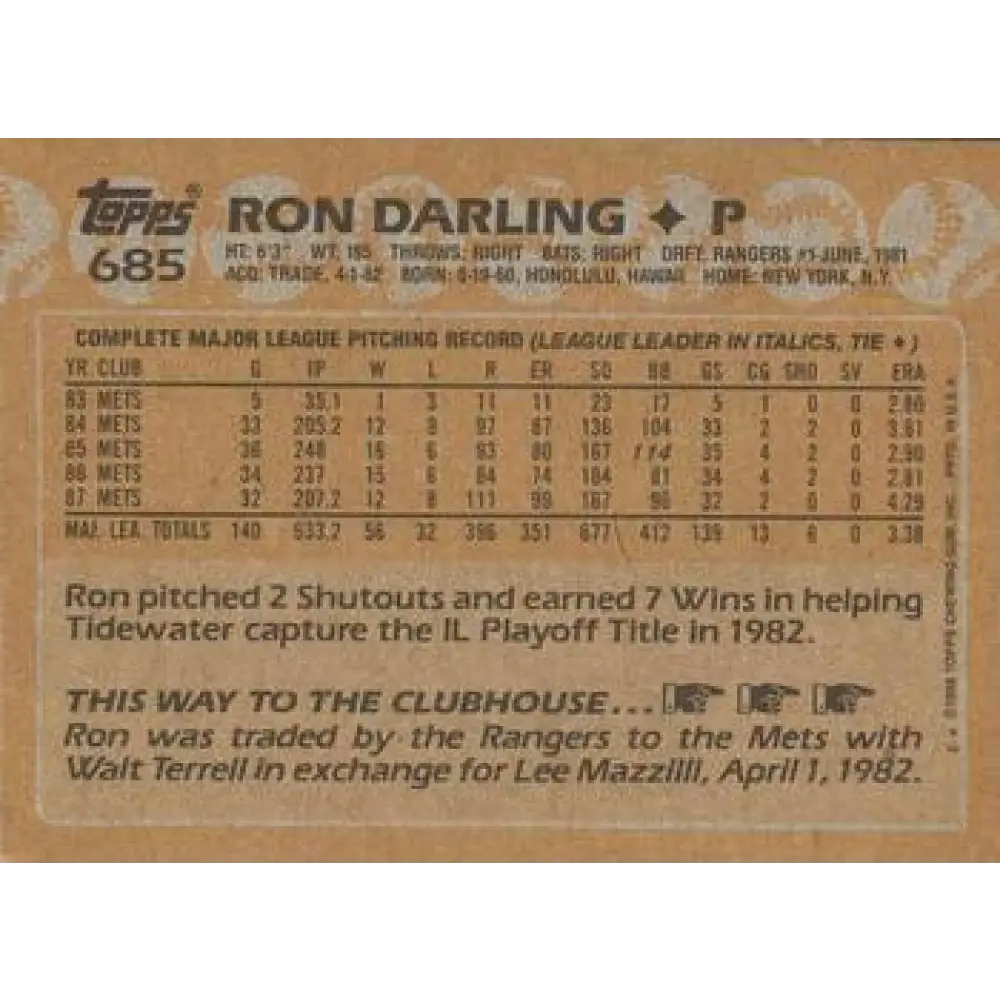 Topps®
685
RON DARLING ✦ P
HT: 6'3" WT: 195 THROWS: RIGHT BATS: RIGHT DRFT: RANGERS #1-JUNE, 1981
ACQ: TRADE, 4-1-82 BORN: 8-19-60, HONOLULU, HAWAII HOME: NEW YORK, N.Y.
COMPLETE MAJOR LEAGUE PITCHING RECORD (LEAGUE LEADER IN ITALICS, TIE ♦)
YR CLUB G IP W L R ER SO BB GS CG SHO SV ERA
83 METS 5 35.1 1 3 11 11 23 17 5 1 0 0 2.80
84 METS 33 205.2 12 9 97 87 136 104 33 2 2 0 3.81
85 METS 36 248 16 6 93 80 167 114 35 4 2 0 2.90
86 METS 34 237 15 6 84 74 184 81 34 4 2 0 2.81
87 METS 32 207.2 12 8 111 99 167 96 32 2 0 0 4.29
MAJ. LEA. TOTALS 140 933.2 56 32 396 351 677 412 139 13 6 0 3.38
Ron pitched 2 Shutouts and earned 7 Wins in helping
Tidewater capture the IL Playoff Title in 1982.
THIS WAY TO THE CLUBHOUSE...
Ron was traded by the Rangers to the Mets with
Walt Terrell in exchange for Lee Mazzilli, April 1, 1982.
©1988 TOPPS CHEWING GUM, INC. PRTD. IN U.S.A.